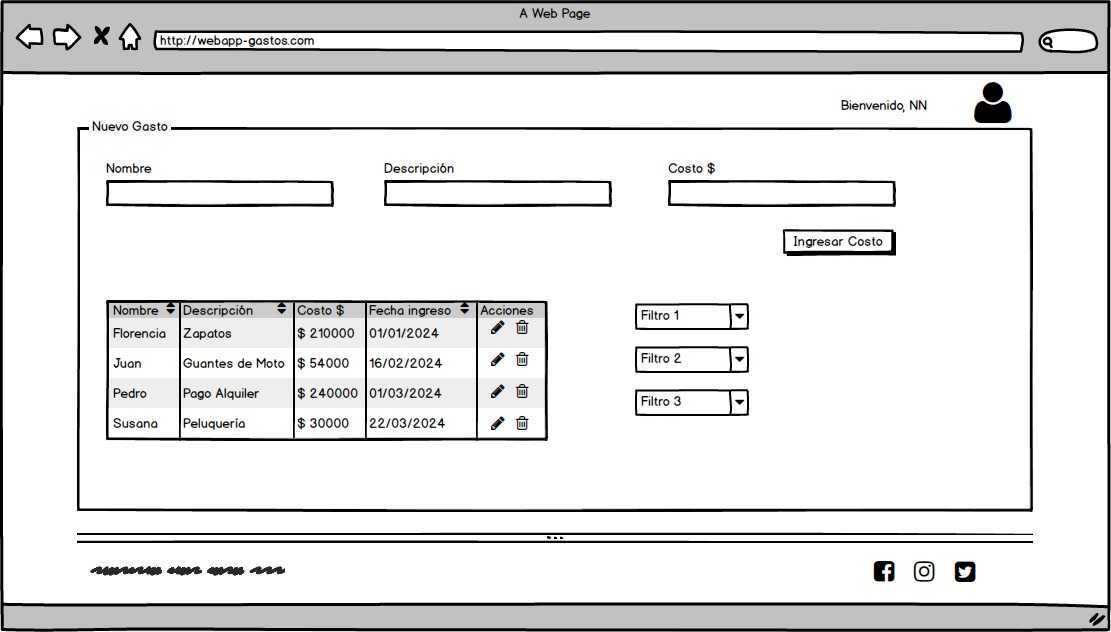 A Web Page
http://webapp-gastos.com
Bienvenido, NN
Nuevo Gasto
Nombre Descripción Costo $
Ingresar Costo
Nombre Descripción Costo $ Fecha ingreso Acciones
Florencia Zapatos $ 210000 01/01/2024
Juan Guantes de Moto $ 54000 16/02/2024
Pedro Pago Alquiler $ 240000 01/03/2024
Susana Peluquería $ 30000 22/03/2024
Filtro 1
Filtro 2
Filtro 3